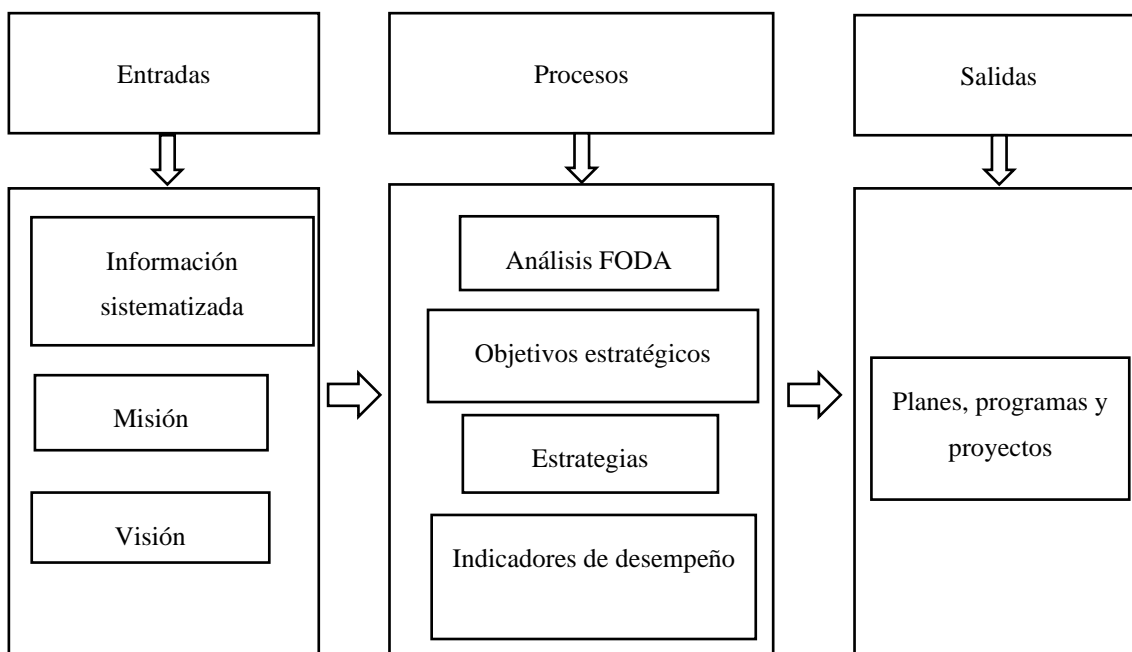 Entradas
Procesos
Salidas
Información
sistematizada
Misión
Visión
Análisis FODA
Objetivos estratégicos
Estrategias
Indicadores de desempeño
Planes, programas y
proyectos